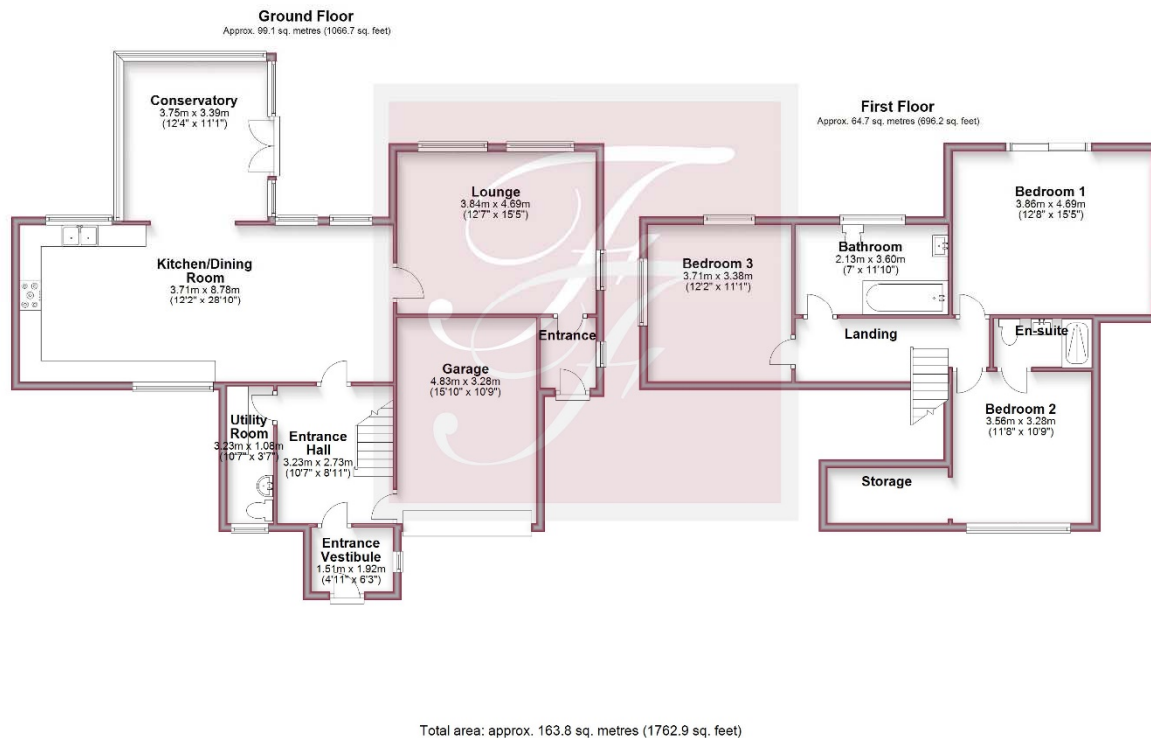 Ground Floor
Approx. 99.1 sq. metres (1066.7 sq. feet)
Conservatory
3.75m x 3.39m
(12'4" x 11'1")
Lounge
3.84m x 4.69m
(12'7" x 15'5")
Kitchen/Dining
Room
3.71m x 8.78m
(12'2" x 28'10")
Entrance
Garage
4.83m x 3.28m
(15'10" x 10'9")
Utility
Room
3.23m x 1.08m
(10'7" x 3'7")
Entrance
Hall
3.23m x 2.73m
(10'7" x 8'11")
Entrance
Vestibule
1.51m x 1.92m
(4'11" x 6'3")
First Floor
Approx. 64.7 sq. metres (696.2 sq. feet)
Bedroom 1
3.86m x 4.69m
(12'8" x 15'5")
Bathroom
2.13m x 3.60m
(7' x 11'10")
Bedroom 3
3.71m x 3.38m
(12'2" x 11'1")
Landing
En-suite
Bedroom 2
3.56m x 3.28m
(11'8" x 10'9")
Storage
Total area: approx. 163.8 sq. metres (1762.9 sq. feet)